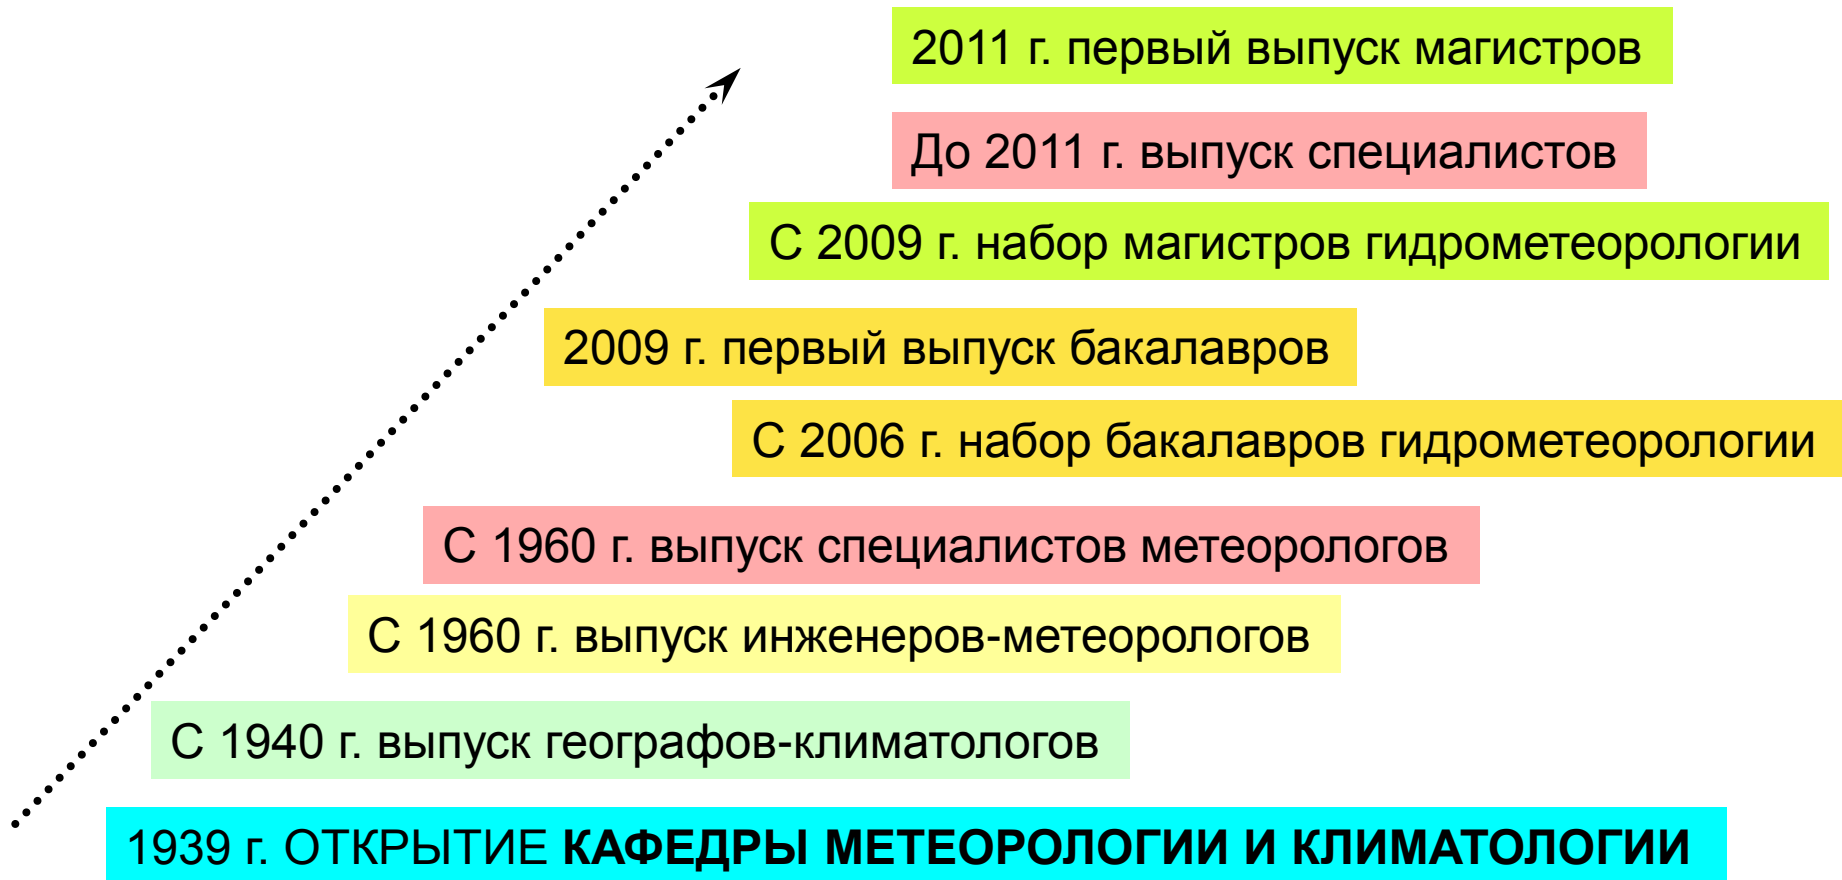 2011 г. первый выпуск магистров
До 2011 г. выпуск специалистов
С 2009 г. набор магистров гидрометеорологии
2009 г. первый выпуск бакалавров
С 2006 г. набор бакалавров гидрометеорологии
С 1960 г. выпуск специалистов метеорологов
С 1960 г. выпуск инженеров-метеорологов
С 1940 г. выпуск географов-климатологов
1939 г. ОТКРЫТИЕ КАФЕДРЫ МЕТЕОРОЛОГИИ И КЛИМАТОЛОГИИ